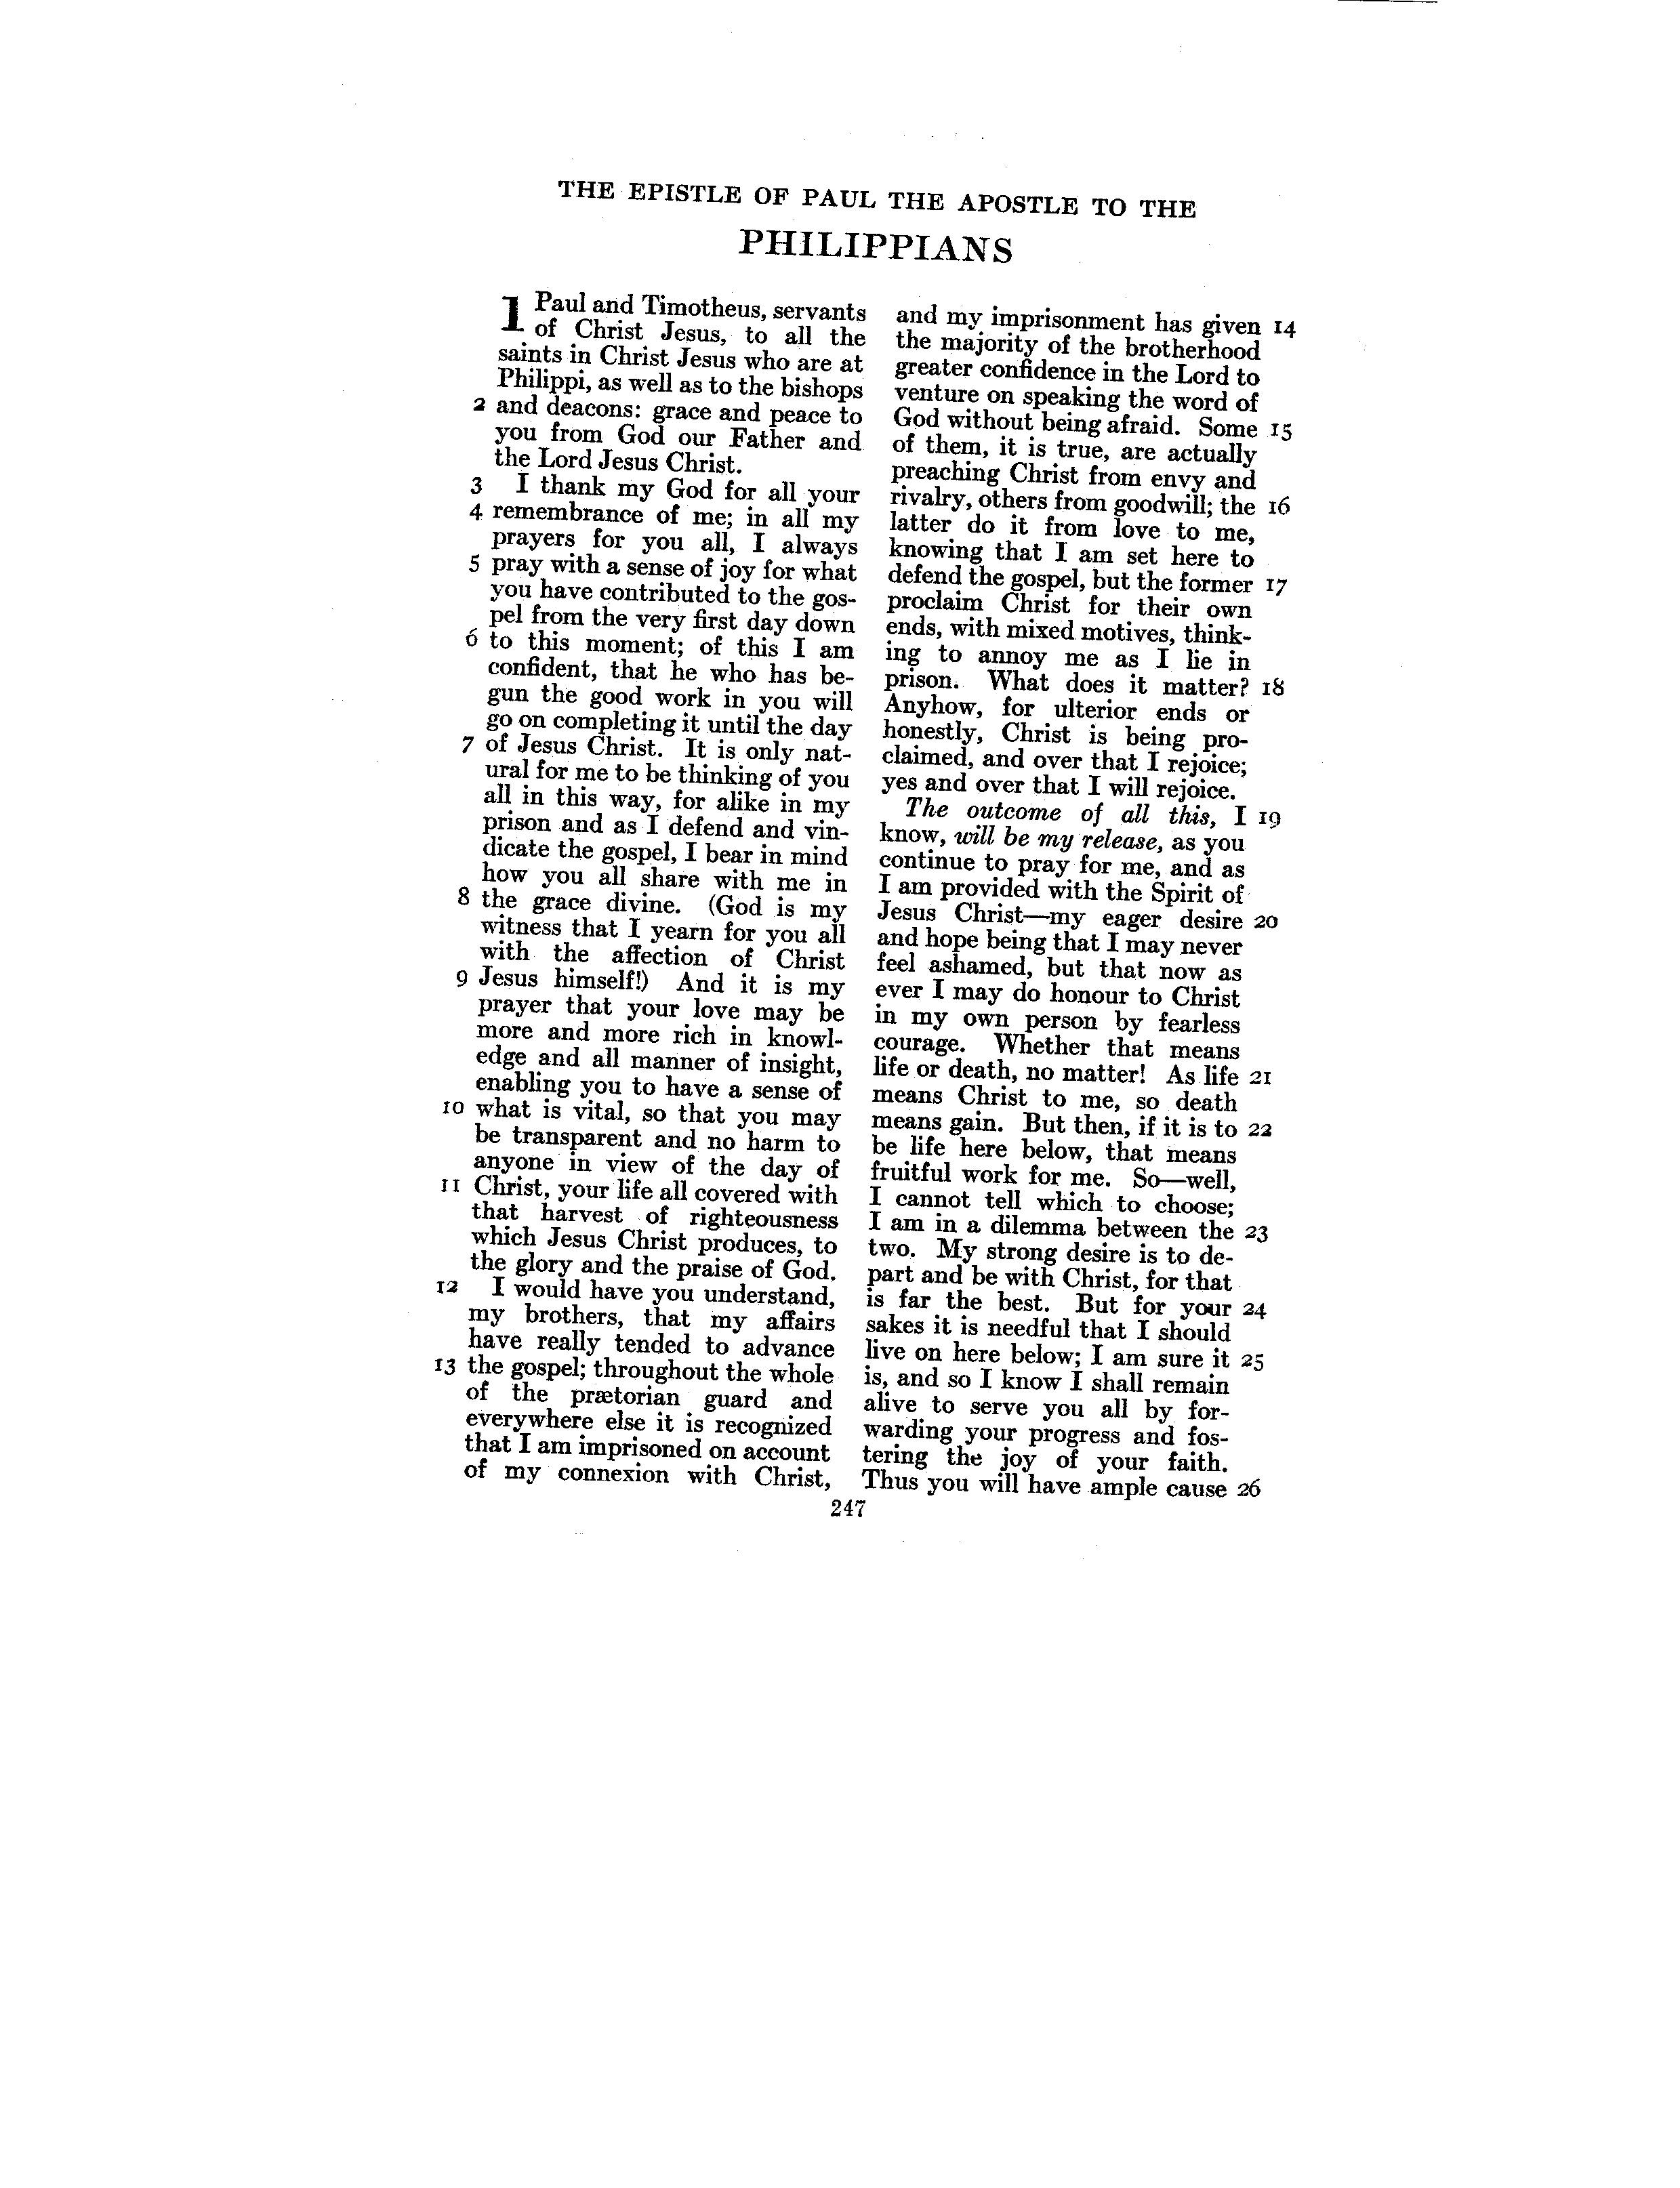 THE EPISTLE OF PAUL THE APOSTLE TO THE
PHILIPPIANS
1 Paul and Timotheus, servants
of Christ Jesus, to all the
saints in Christ Jesus who are at
Philippi, as well as to the bishops
2 and deacons: grace and peace to
you from God our Father and
the Lord Jesus Christ.
3 I thank my God for all your
4 remembrance of me; in all my
prayers for you all, I always
5 pray with a sense of joy for what
you have contributed to the gos-
pel from the very first day down
6 to this moment; of this I am
confident, that he who has be-
gun the good work in you will
go on completing it until the day
7 of Jesus Christ. It is only nat-
ural for me to be thinking of you
all in this way, for alike in my
prison and as I defend and vin-
dicate the gospel, I bear in mind
how you all share with me in
8 the grace divine. (God is my
witness that I yearn for you all
with the affection of Christ
9 Jesus himself!) And it is my
prayer that your love may be
more and more rich in knowl-
edge and all manner of insight,
enabling you to have a sense of
10 what is vital, so that you may
be transparent and no harm to
anyone in view of the day of
11 Christ, your life all covered with
that harvest of righteousness
which Jesus Christ produces, to
the glory and the praise of God.
12 I would have you understand,
my brothers, that my affairs
have really tended to advance
13 the gospel; throughout the whole
of the prætorian guard and
everywhere else it is recognized
that I am imprisoned on account
of my connexion with Christ,
and my imprisonment has given 14
the majority of the brotherhood
greater confidence in the Lord to
venture on speaking the word of
God without being afraid. Some 15
of them, it is true, are actually
preaching Christ from envy and
rivalry, others from goodwill; the 16
latter do it from love to me,
knowing that I am set here to
defend the gospel, but the former 17
proclaim Christ for their own
ends, with mixed motives, think-
ing to annoy me as I lie in
prison. What does it matter? 18
Anyhow, for ulterior ends or
honestly, Christ is being pro-
claimed, and over that I rejoice;
yes and over that I will rejoice.
The outcome of all this, I 19
know, will be my release, as you
continue to pray for me, and as
I am provided with the Spirit of
Jesus Christ—my eager desire 20
and hope being that I may never
feel ashamed, but that now as
ever I may do honour to Christ
in my own person by fearless
courage. Whether that means
life or death, no matter! As life 21
means Christ to me, so death
means gain. But then, if it is to 22
be life here below, that means
fruitful work for me. So—well,
I cannot tell which to choose;
I am in a dilemma between the 23
two. My strong desire is to de-
part and be with Christ, for that
is far the best. But for your 24
sakes it is needful that I should
live on here below; I am sure it 25
is, and so I know I shall remain
alive to serve you all by for-
warding your progress and fos-
tering the joy of your faith.
Thus you will have ample cause 26
247